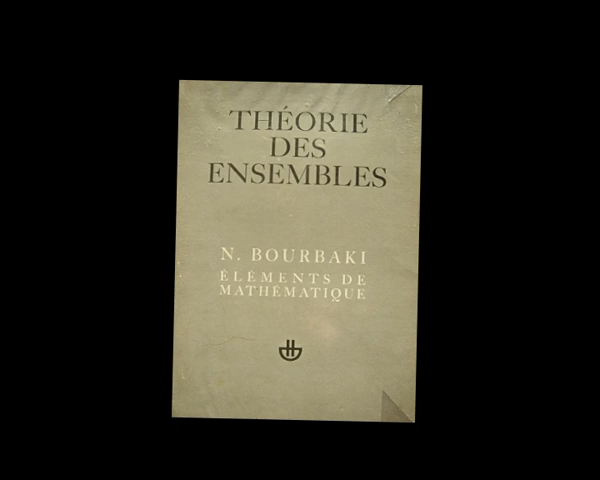 THÉORIE
DES
ENSEMBLES
N. BOURBAKI
ÉLÉMENTS DE
MATHÉMATIQUE